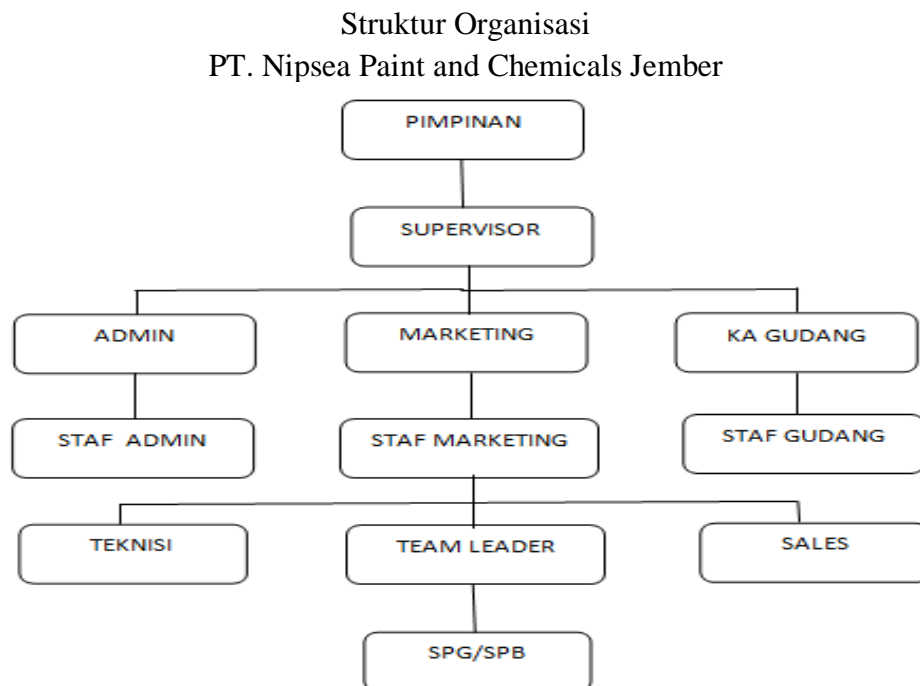 Struktur Organisasi
PT. Nipsea Paint and Chemicals Jember
PIMPINAN
SUPERVISOR
ADMIN
MARKETING
KA GUDANG
STAF ADMIN
STAF MARKETING
STAF GUDANG
TEKNISI
TEAM LEADER
SALES
SPG/SPB